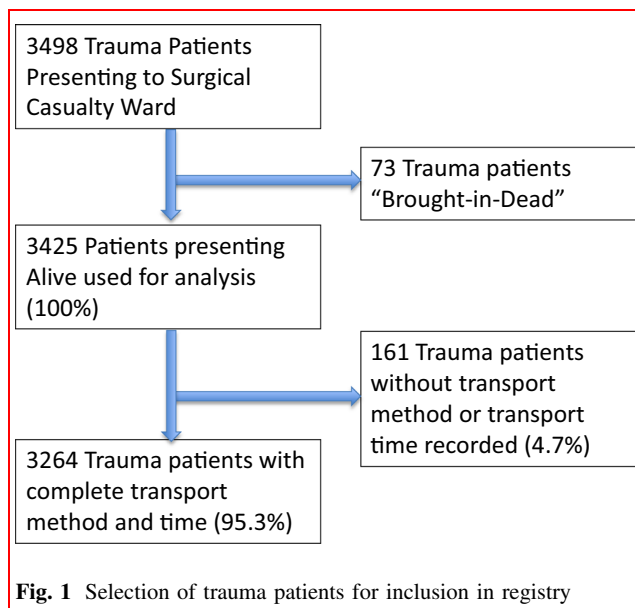 3498 Trauma Patients
Presenting to Surgical
Casualty Ward
73 Trauma patients
“Brought-in-Dead”
3425 Patients presenting
Alive used for analysis
(100%)
161 Trauma patients
without transport
method or transport
time recorded (4.7%)
3264 Trauma patients with
complete transport
method and time (95.3%)
Fig. 1 Selection of trauma patients for inclusion in registry